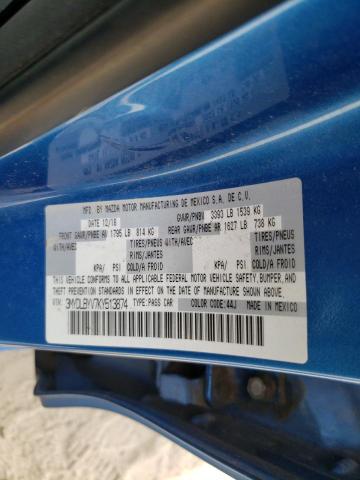 MFD. BY MAZDA MOTOR MANUFACTURING DE MEXICO S.A. DE C.V.
12/18 GVWR/PNBV 3393 LB 1539 KG
FRONT GAWR/PNBE AV 1795 LB 814 KG REAR GAWR/PNBE AR 1627 LB 738 KG
WITH/AVEC TIRES/PNEUS WITH/AVEC TIRES/PNEUS
RIMS/JANTES RIMS/JANTES
KPA/ PSI COLD/A FROID KPA/ PSI COLD/A FROID
THIS VEHICLE CONFORMS TO ALL APPLICABLE FEDERAL MOTOR VEHICLE SAFETY, BUMPER, AND
THEFT PREVENTION STANDARDS IN EFFECT ON THE DATE OF MANUFACTURE SHOWN
ABOVE.
VIN: 3MYDLBYV7KY513874 TYPE: PASS CAR COLOR CODE: 44J
MADE IN MEXICO